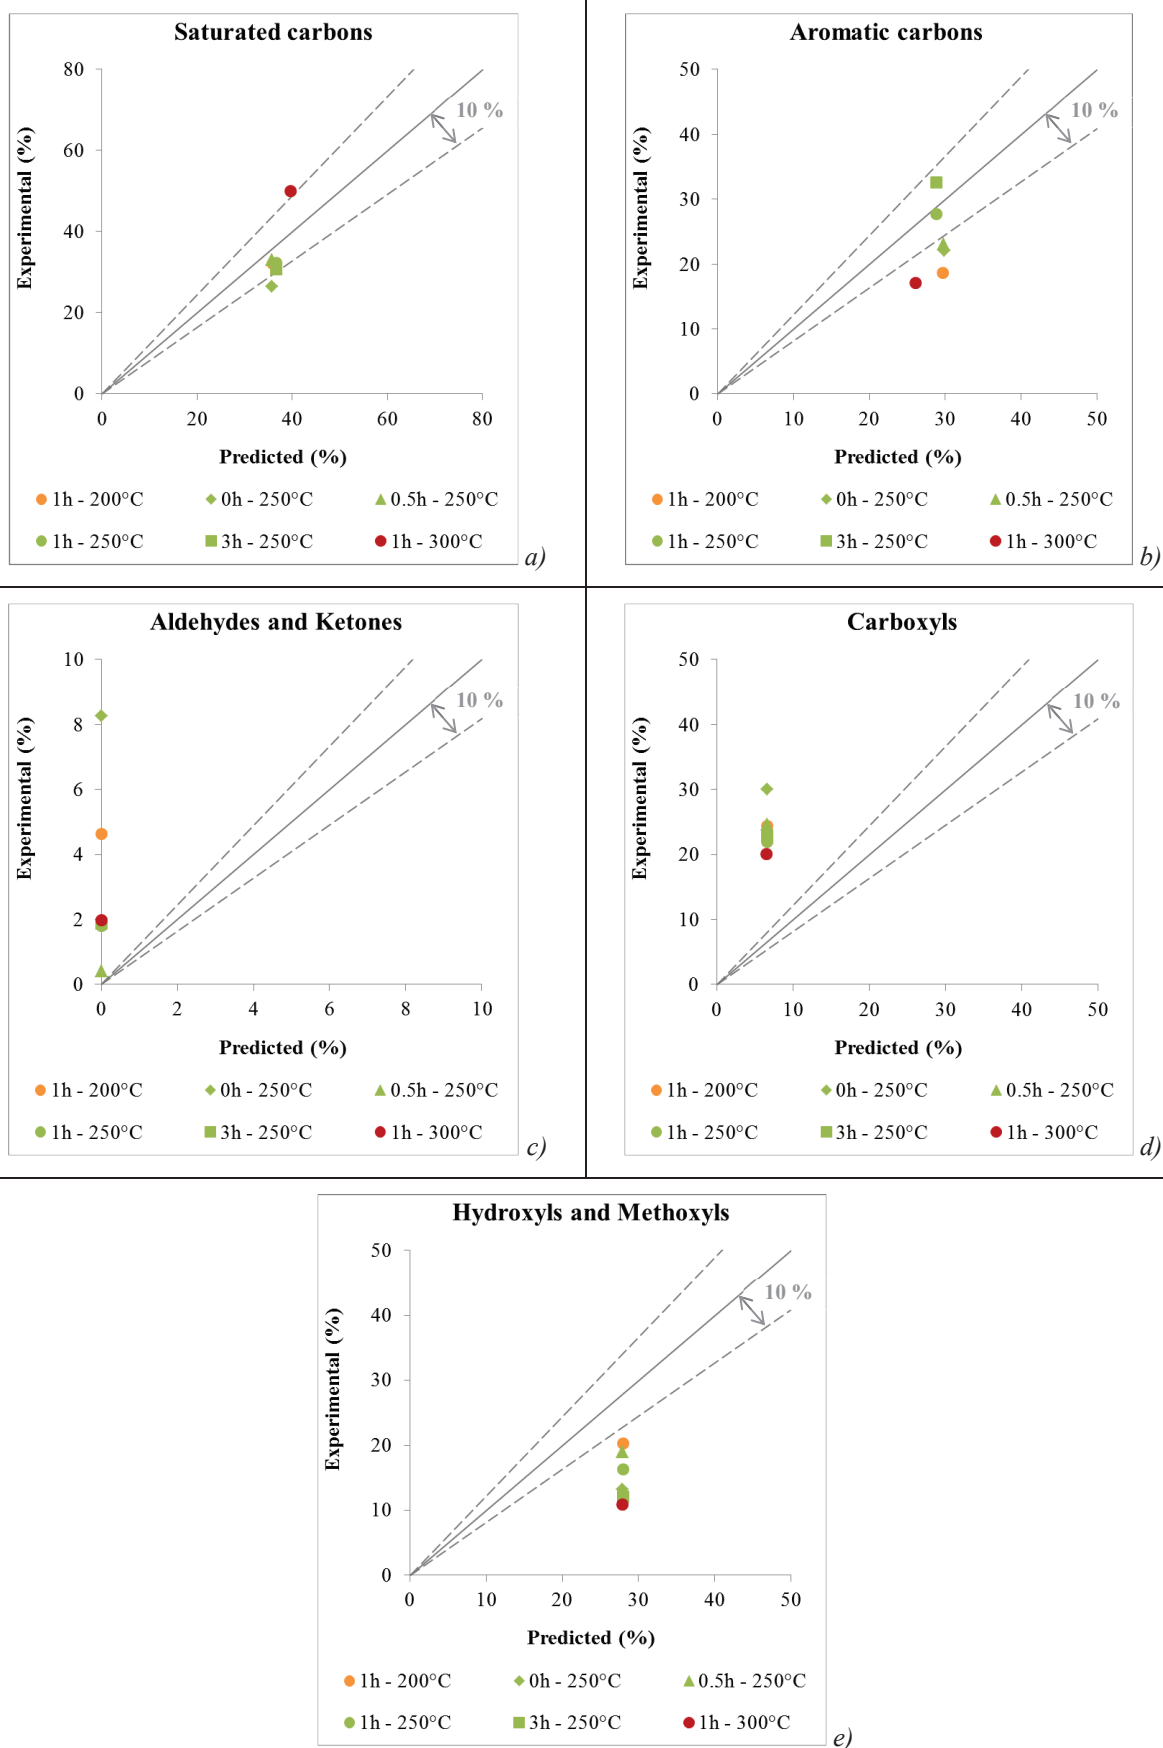 Saturated carbons
80
60
40
20
0
0 20 40 60 80
Experimental (%)
Predicted (%)
10 %
1h - 200°C 0h - 250°C 0.5h - 250°C
1h - 250°C 3h - 250°C 1h - 300°C
a)
Aromatic carbons
50
40
30
20
10
0
0 10 20 30 40 50
Experimental (%)
Predicted (%)
10 %
1h - 200°C 0h - 250°C 0.5h - 250°C
1h - 250°C 3h - 250°C 1h - 300°C
b)
Aldehydes and Ketones
10
8
6
4
2
0
0 2 4 6 8 10
Experimental (%)
Predicted (%)
10 %
1h - 200°C 0h - 250°C 0.5h - 250°C
1h - 250°C 3h - 250°C 1h - 300°C
c)
Carboxyls
50
40
30
20
10
0
0 10 20 30 40 50
Experimental (%)
Predicted (%)
10 %
1h - 200°C 0h - 250°C 0.5h - 250°C
1h - 250°C 3h - 250°C 1h - 300°C
d)
Hydroxyls and Methoxyls
50
40
30
20
10
0
0 10 20 30 40 50
Experimental (%)
Predicted (%)
10 %
1h - 200°C 0h - 250°C 0.5h - 250°C
1h - 250°C 3h - 250°C 1h - 300°C
e)